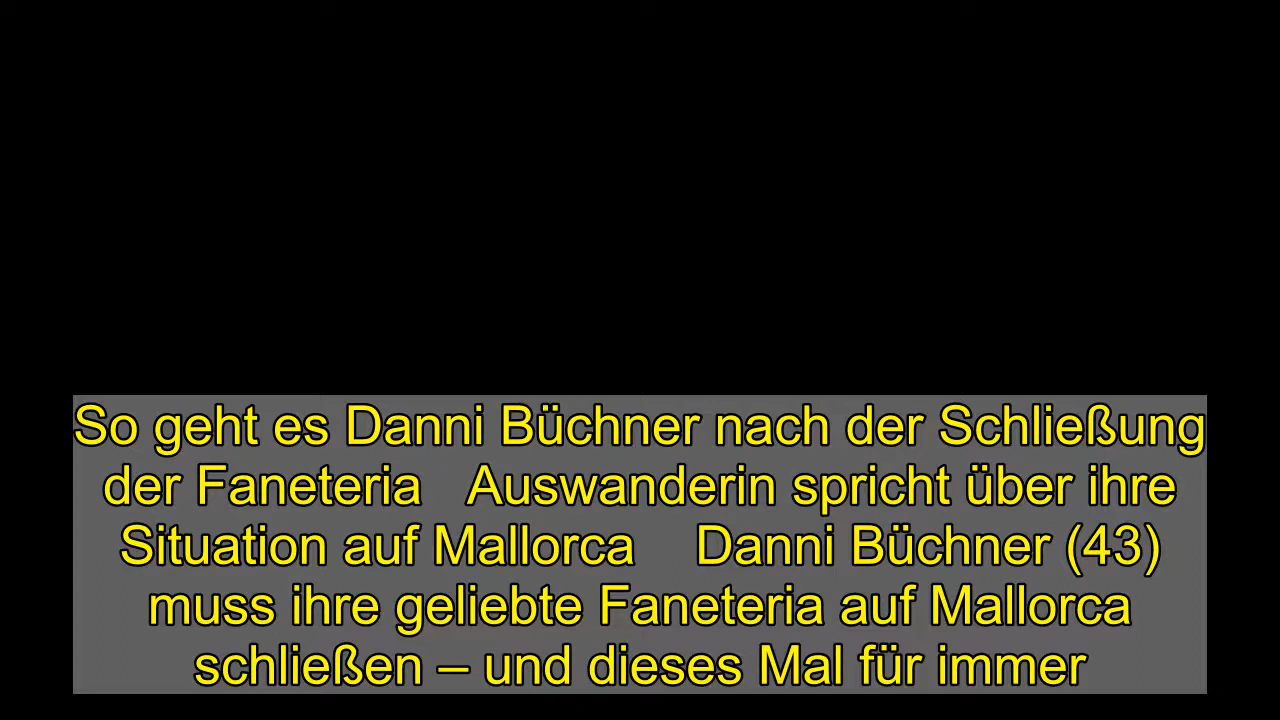 So geht es Danni Büchner nach der Schließung
der Faneteria   Auswanderin spricht über ihre
Situation auf Mallorca    Danni Büchner (43)
muss ihre geliebte Faneteria auf Mallorca
schließen – und dieses Mal für immer